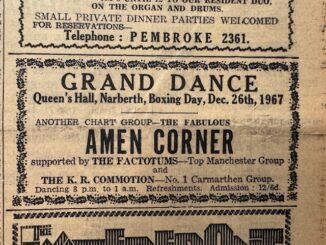 ON THE ORGAN AND DRUMS.
SMALL PRIVATE DINNER PARTIES WELCOMED
FOR RESERVATIONS—
Telephone : PEMBROKE 2361.
GRAND DANCE
Queen's Hall, Narberth, Boxing Day, Dec. 26th, 1967
ANOTHER CHART GROUP—THE FABULOUS
AMEN CORNER
supported by THE FACTOTUMS—Top Manchester Group
and
THE K. R. COMMOTION—No. 1 Carmarthen Group.
Dancing 8 p.m. to 1 a.m. Refreshments. Admission : 12/6d.
THE